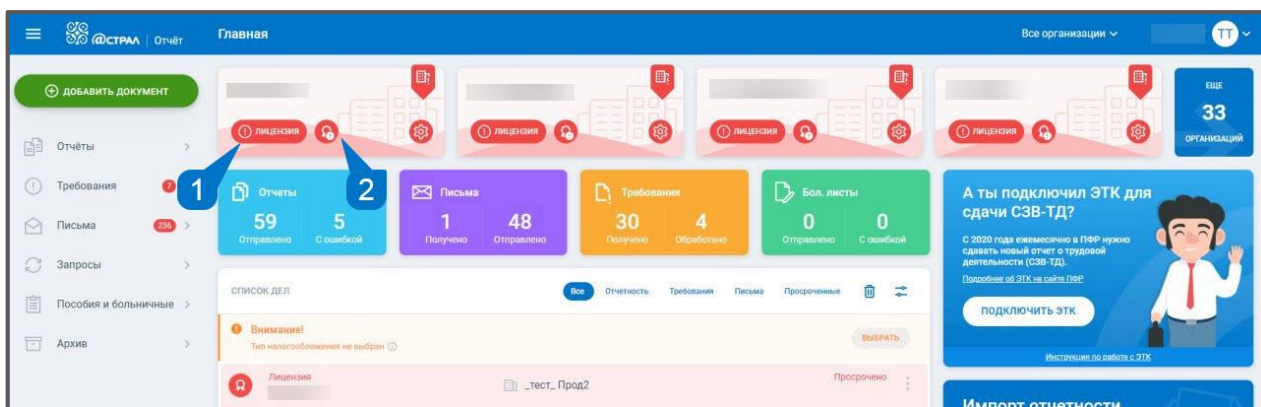 @СТРАЛ | Отчёт
Главная
Все организации
ТТ
ДОБАВИТЬ ДОКУМЕНТ
Отчёты
Требования 7
Письма 236
Запросы
Пособия и больничные
Архив
ЛИЦЕНЗИЯ
ЛИЦЕНЗИЯ
ЛИЦЕНЗИЯ
ЛИЦЕНЗИЯ
ЕЩЕ
33
ОРГАНИЗАЦИЙ
1
2
Отчеты
59 5
Отправлено С ошибкой
Письма
1 48
Получено Отправлено
Требования
30 4
Получено Обработано
Бол. листы
0 0
Отправлено С ошибкой
СПИСОК ДЕЛ
Все Отчетность Требования Письма Просроченные
Внимание!
Тип налогообложения не выбран
ВЫБРАТЬ
Лицензия
_тест_ Прод2
Просрочено
А ты подключил ЭТК для
сдачи СЗВ-ТД?
С 2020 года ежемесячно в ПФР нужно
сдавать новый отчет о трудовой
деятельности (СЗВ-ТД).
Подробнее об ЭТК на сайте ПФР
ПОДКЛЮЧИТЬ ЭТК
Инструкция по работе с ЭТК
Импорт отчетности